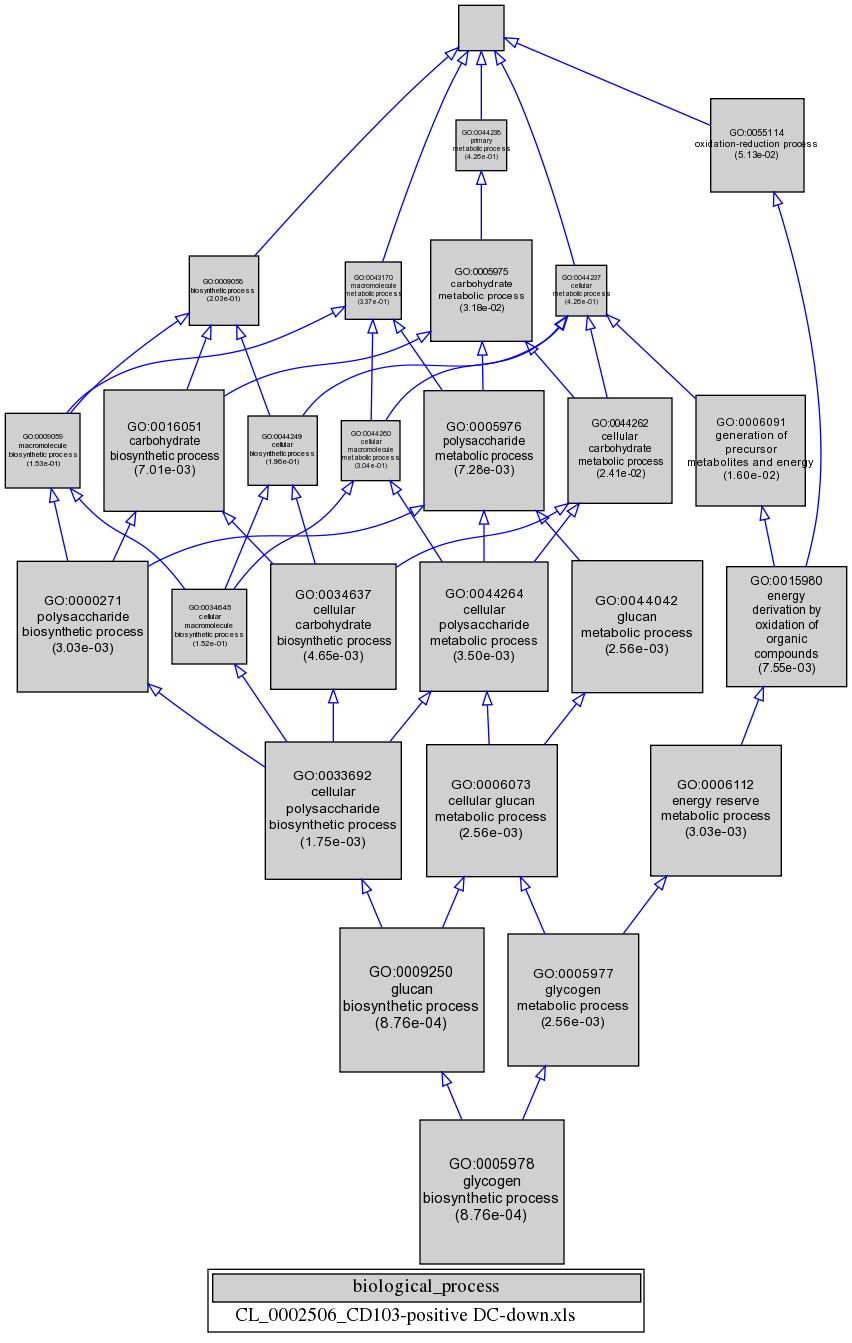 GO:0044238
primary
metabolic process
(4.26e-01)
GO:0055114
oxidation-reduction process
(5.13e-02)
GO:0009058
biosynthetic process
(2.03e-01)
GO:0043170
macromolecule
metabolic process
(3.37e-01)
GO:0005975
carbohydrate
metabolic process
(3.18e-02)
GO:0044237
cellular
metabolic process
(4.26e-01)
GO:0009059
macromolecule
biosynthetic process
(1.53e-01)
GO:0016051
carbohydrate
biosynthetic process
(7.01e-03)
GO:0044249
cellular
biosynthetic process
(1.96e-01)
GO:0044260
cellular
macromolecule
metabolic process
(3.04e-01)
GO:0005976
polysaccharide
metabolic process
(7.28e-03)
GO:0044262
cellular
carbohydrate
metabolic process
(2.41e-02)
GO:0006091
generation of
precursor
metabolites and energy
(1.60e-02)
GO:0000271
polysaccharide
biosynthetic process
(3.03e-03)
GO:0034645
cellular
macromolecule
biosynthetic process
(1.52e-01)
GO:0034637
cellular
carbohydrate
biosynthetic process
(4.65e-03)
GO:0044264
cellular
polysaccharide
metabolic process
(3.50e-03)
GO:0044042
glucan
metabolic process
(2.56e-03)
GO:0015980
energy
derivation by
oxidation of
organic
compounds
(7.55e-03)
GO:0033692
cellular
polysaccharide
biosynthetic process
(1.75e-03)
GO:0006073
cellular glucan
metabolic process
(2.56e-03)
GO:0006112
energy reserve
metabolic process
(3.03e-03)
GO:0009250
glucan
biosynthetic process
(8.76e-04)
GO:0005977
glycogen
metabolic process
(2.56e-03)
GO:0005978
glycogen
biosynthetic process
(8.76e-04)
biological_process
CL_0002506_CD103-positive DC-down.xls